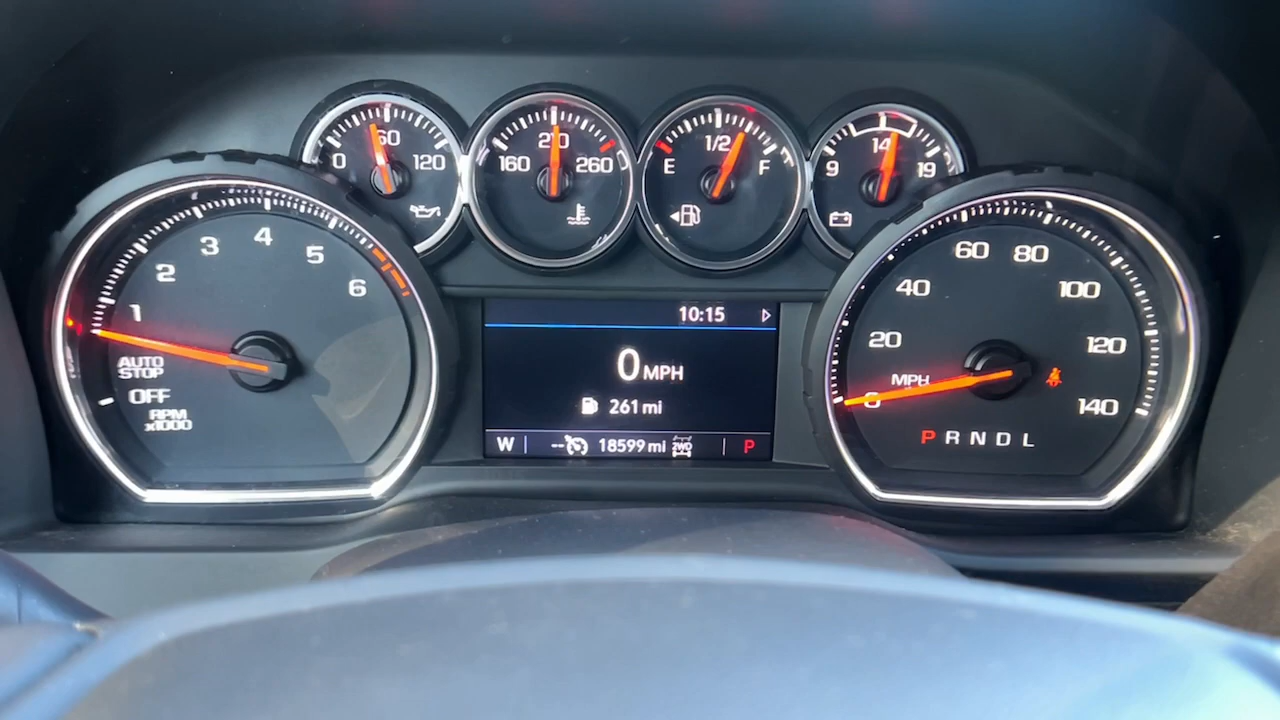 0 60 120
160 210 260
E 1/2 F
9 14 19
1 2 3 4 5 6
AUTO
STOP
OFF
RPM
x1000
10:15
0 MPH
261 mi
W -- 18599 mi 2WD P
0 20 40 60 80 100 120 140
MPH
P R N D L